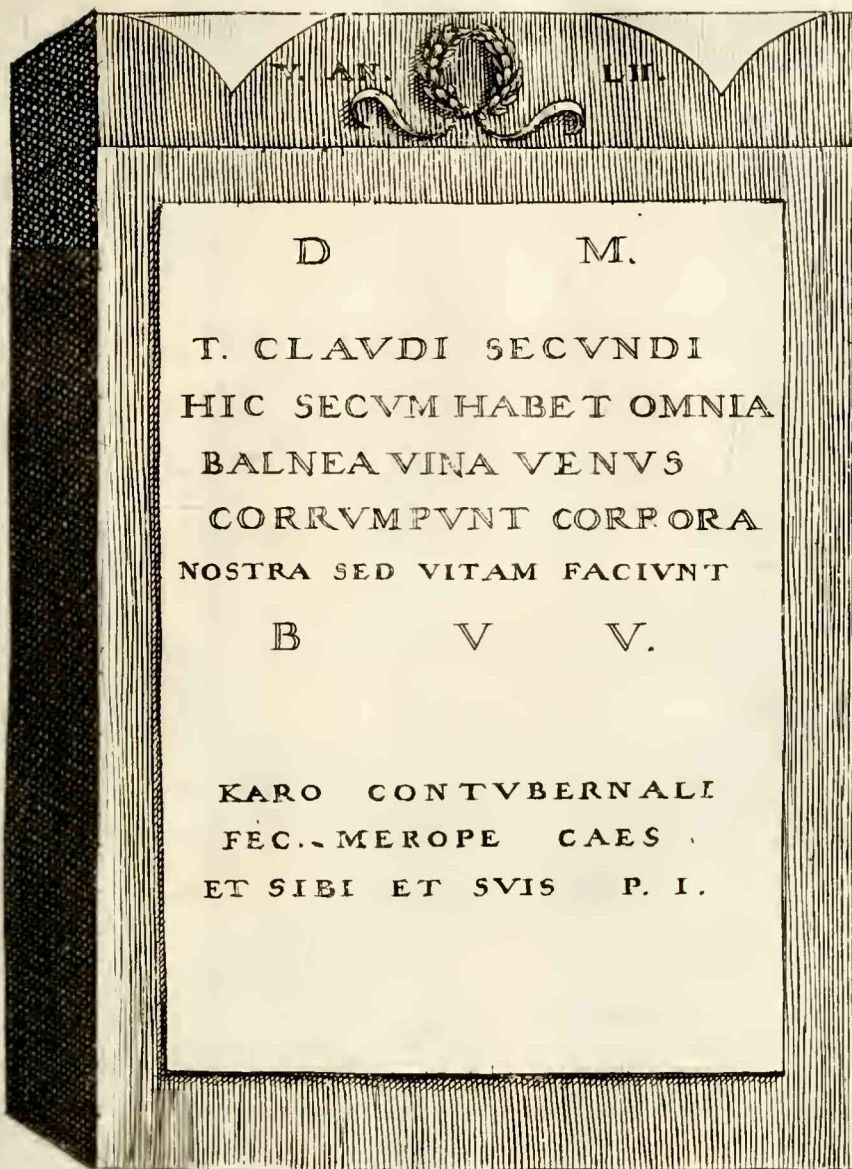 V. AN. LII.
D M.
T. CLAVDI SECVNDI
HIC SECVM HABET OMNIA
BALNEA VINA VENVS
CORRVMPVNT CORPORA
NOSTRA SED VITAM FACIVNT
B V V.
KARO CONTVBERNALI
FEC. MEROPE CAES
ET SIBI ET SVIS P. I.